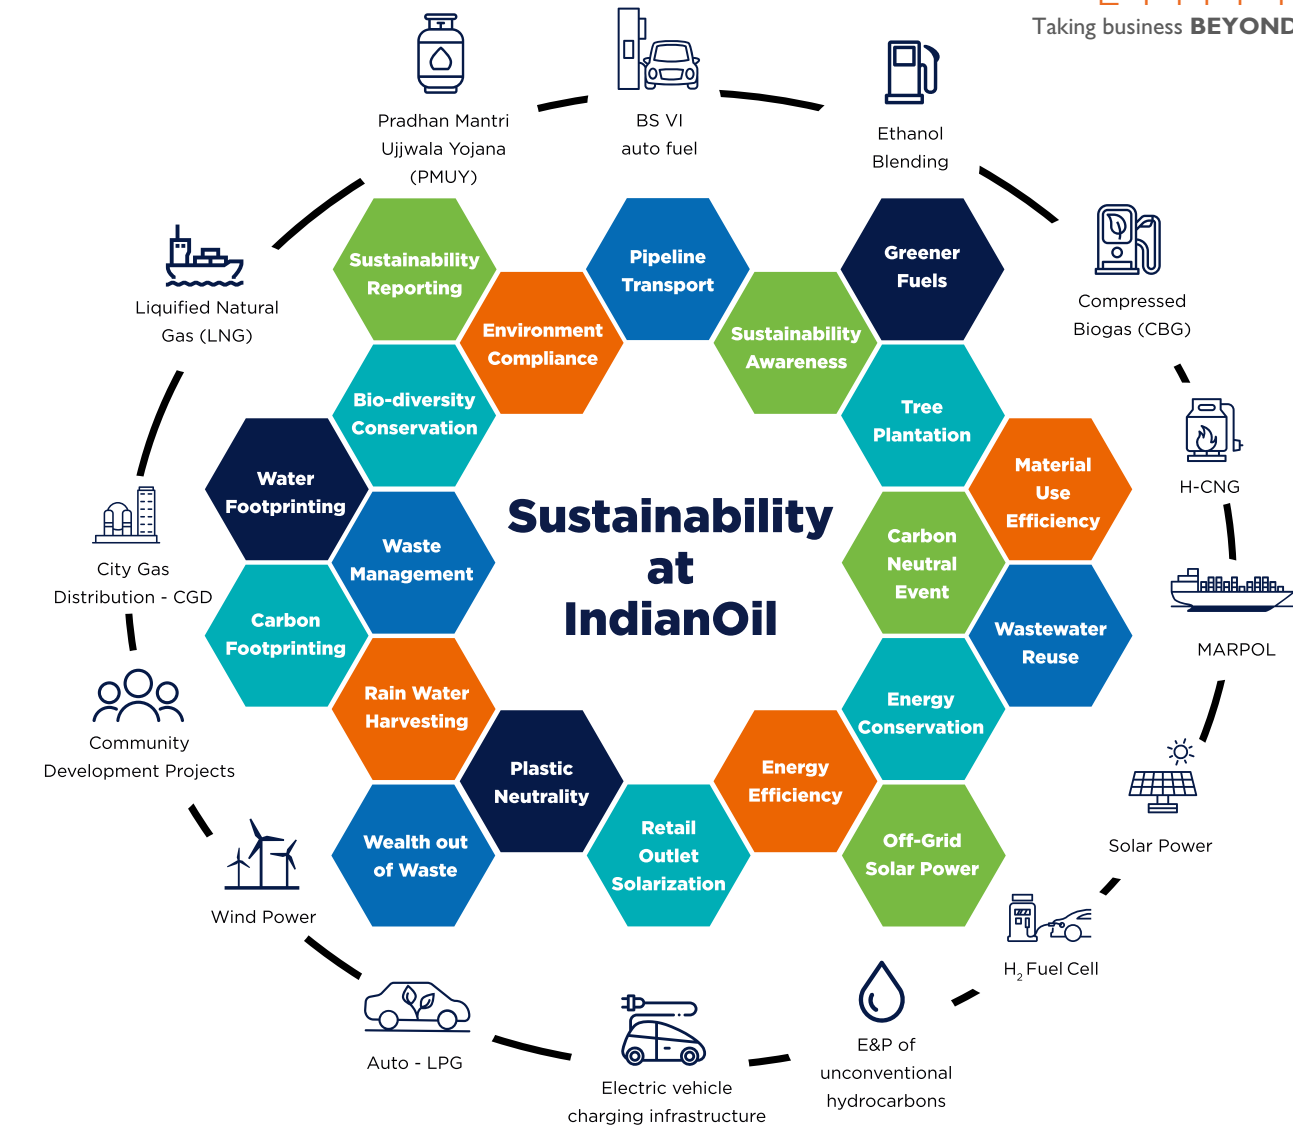 Taking business BEYOND
Pradhan Mantri
Ujjwala Yojana
(PMUY)
BS VI
auto fuel
Ethanol
Blending
Compressed
Biogas (CBG)
H-CNG
MARPOL
Solar Power
H2 Fuel Cell
E&P of
unconventional
hydrocarbons
Electric vehicle
charging infrastructure
Auto - LPG
Wind Power
Community
Development Projects
City Gas
Distribution - CGD
Liquified Natural
Gas (LNG)
Sustainability
Reporting
Environment
Compliance
Pipeline
Transport
Sustainability
Awareness
Greener
Fuels
Tree
Plantation
Material
Use
Efficiency
Carbon
Neutral
Event
Wastewater
Reuse
Energy
Conservation
Off-Grid
Solar Power
Energy
Efficiency
Retail
Outlet
Solarization
Plastic
Neutrality
Wealth out
of Waste
Rain Water
Harvesting
Carbon
Footprinting
Waste
Management
Water
Footprinting
Bio-diversity
Conservation
Sustainability
at
IndianOil